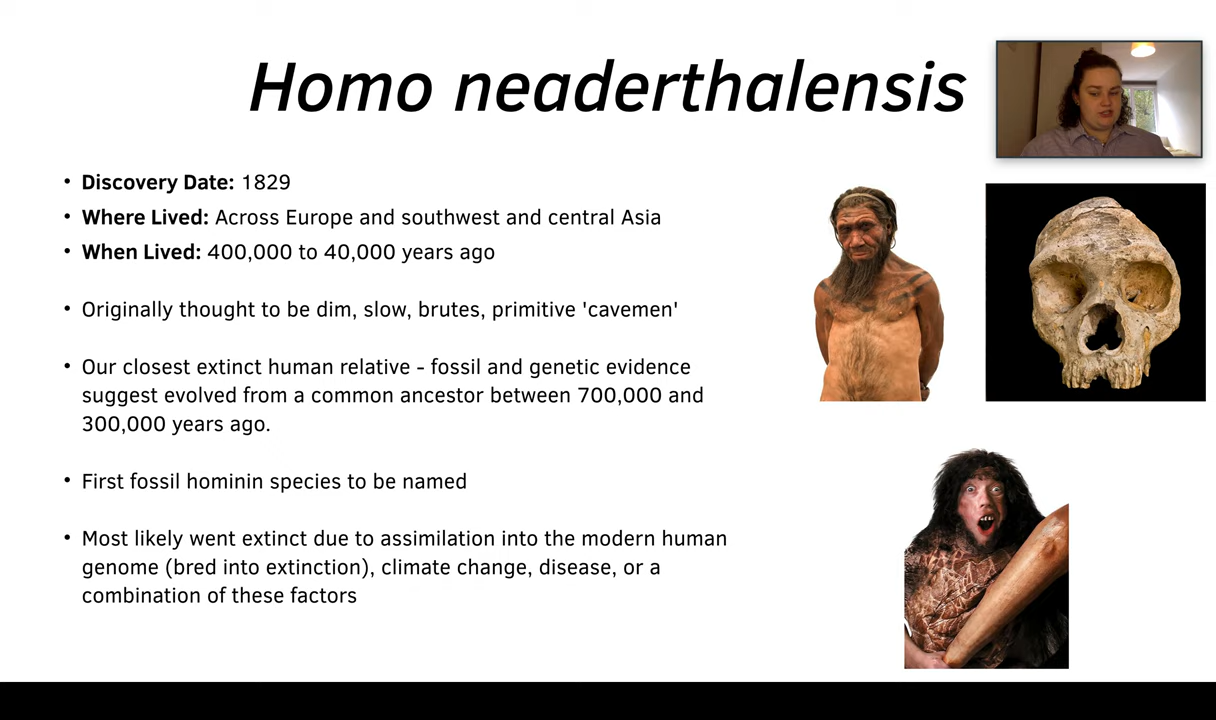 Homo neaderthalensis
• Discovery Date: 1829
• Where Lived: Across Europe and southwest and central Asia
• When Lived: 400,000 to 40,000 years ago
• Originally thought to be dim, slow, brutes, primitive 'cavemen'
• Our closest extinct human relative - fossil and genetic evidence
suggest evolved from a common ancestor between 700,000 and
300,000 years ago.
• First fossil hominin species to be named
• Most likely went extinct due to assimilation into the modern human
genome (bred into extinction), climate change, disease, or a
combination of these factors